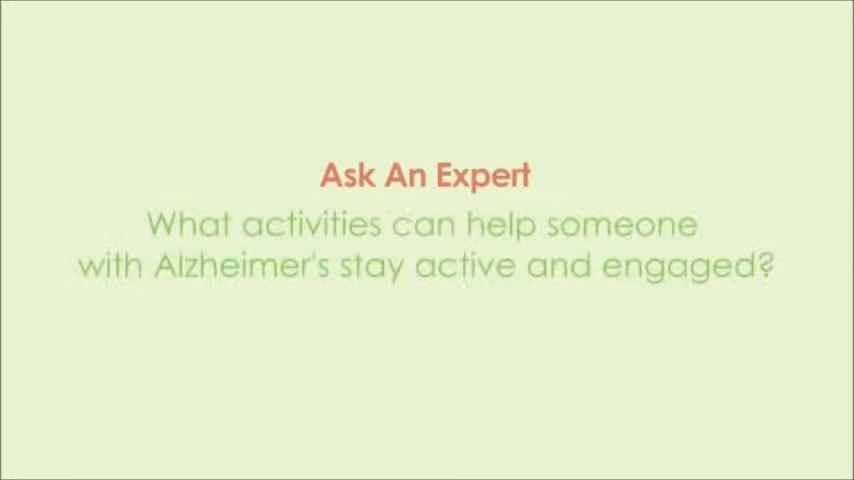 Ask An Expert
What activities can help someone
with Alzheimer's stay active and engaged?